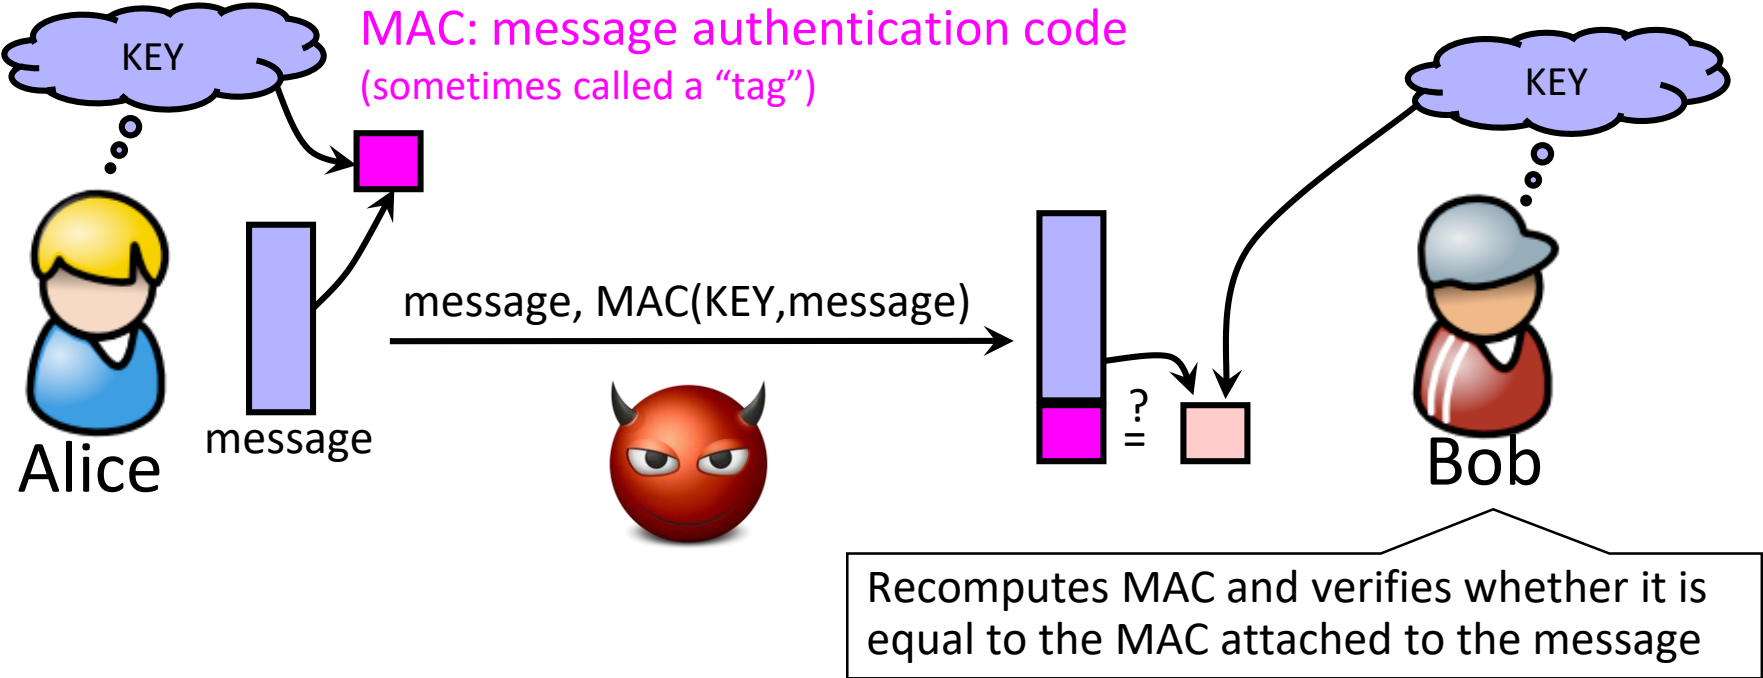 MAC: message authentication code
(sometimes called a “tag”)
KEY
KEY
message, MAC(KEY,message)
message
?
=
Alice
Bob
Recomputes MAC and verifies whether it is
equal to the MAC attached to the message